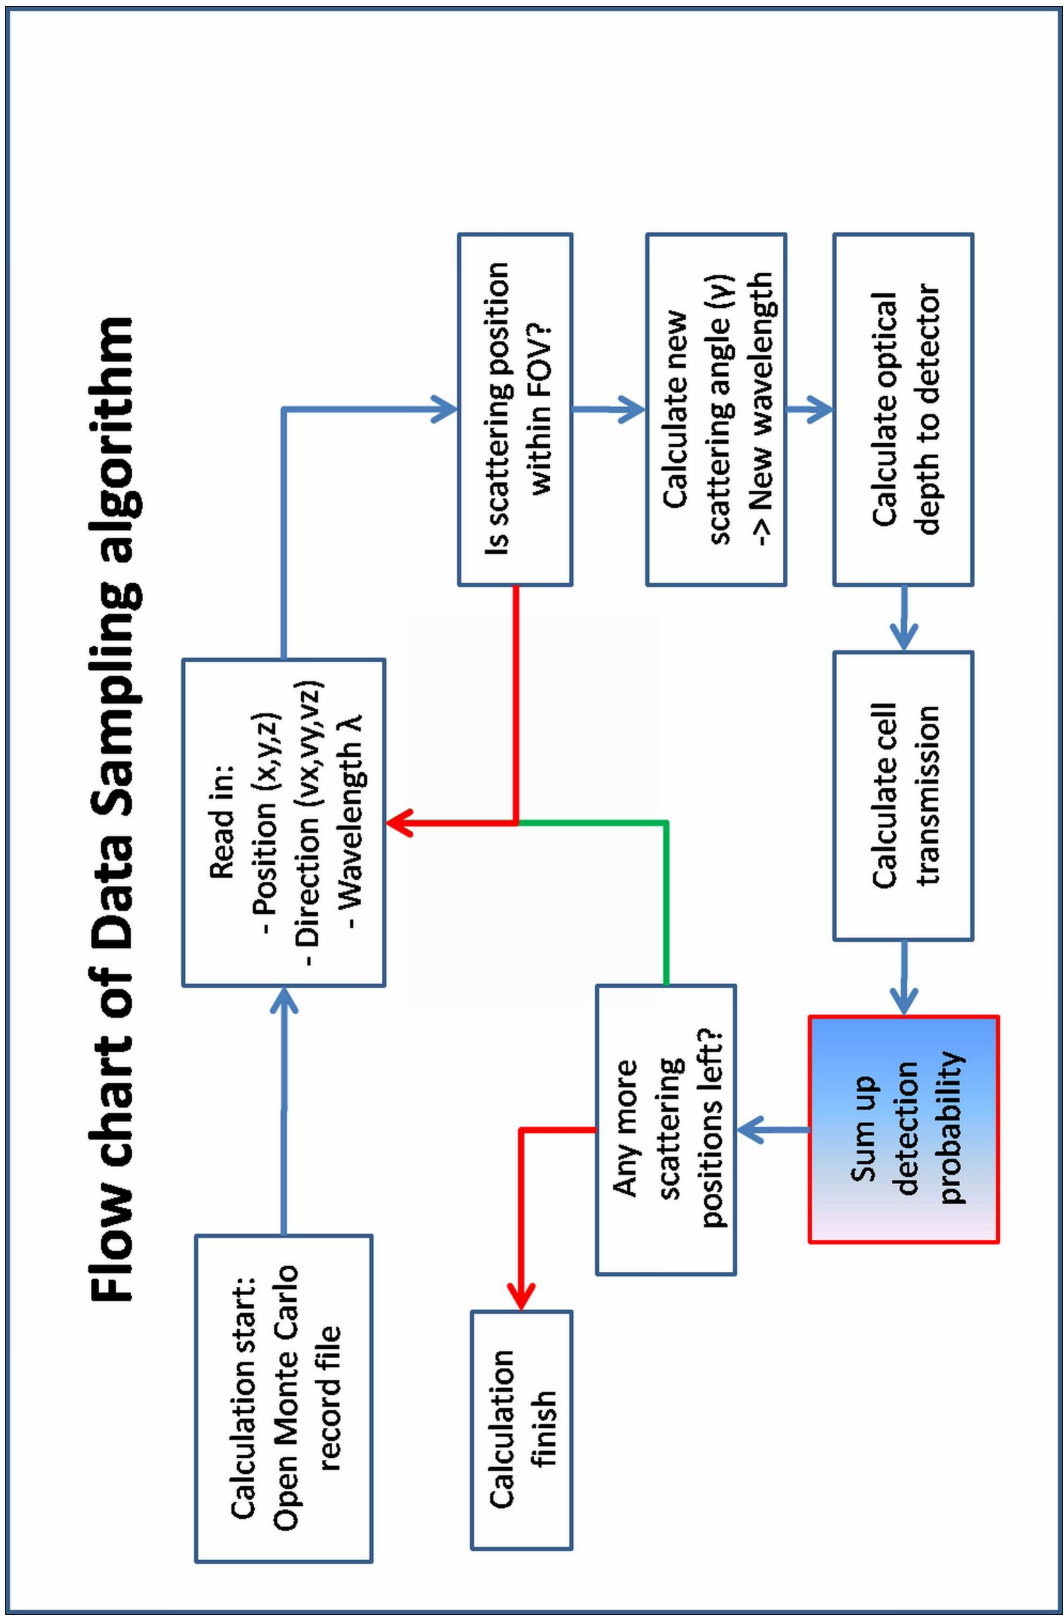 Flow chart of Data Sampling algorithm
Calculation start:
Open Monte Carlo
record file
Read in:
- Position (x,y,z)
- Direction (vx,vy,vz)
- Wavelength λ
Is scattering position
within FOV?
Calculate new
scattering angle (γ)
-> New wavelength
Calculate optical
depth to detector
Calculate cell
transmission
Sum up
detection
probability
Any more
scattering
positions left?
Calculation
finish